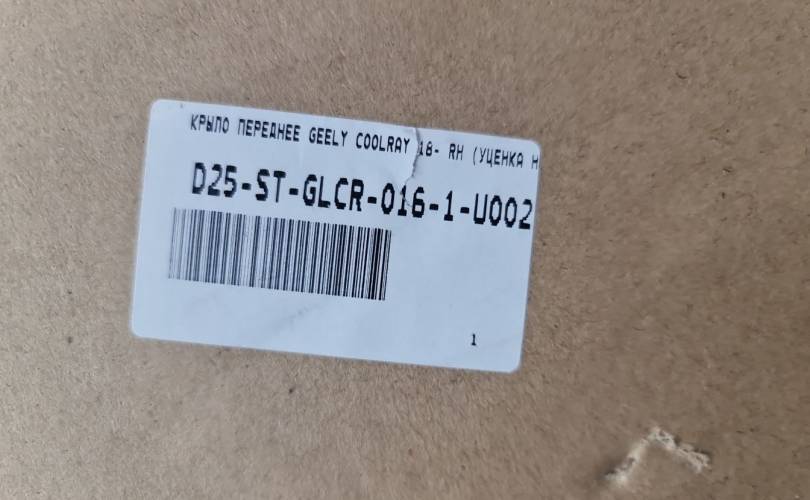 КРЫЛО ПЕРЕДНЕЕ GEELY COOLRAY 18- RH (УЦЕНКА Н
D25-ST-GLCR-016-1-U002
1